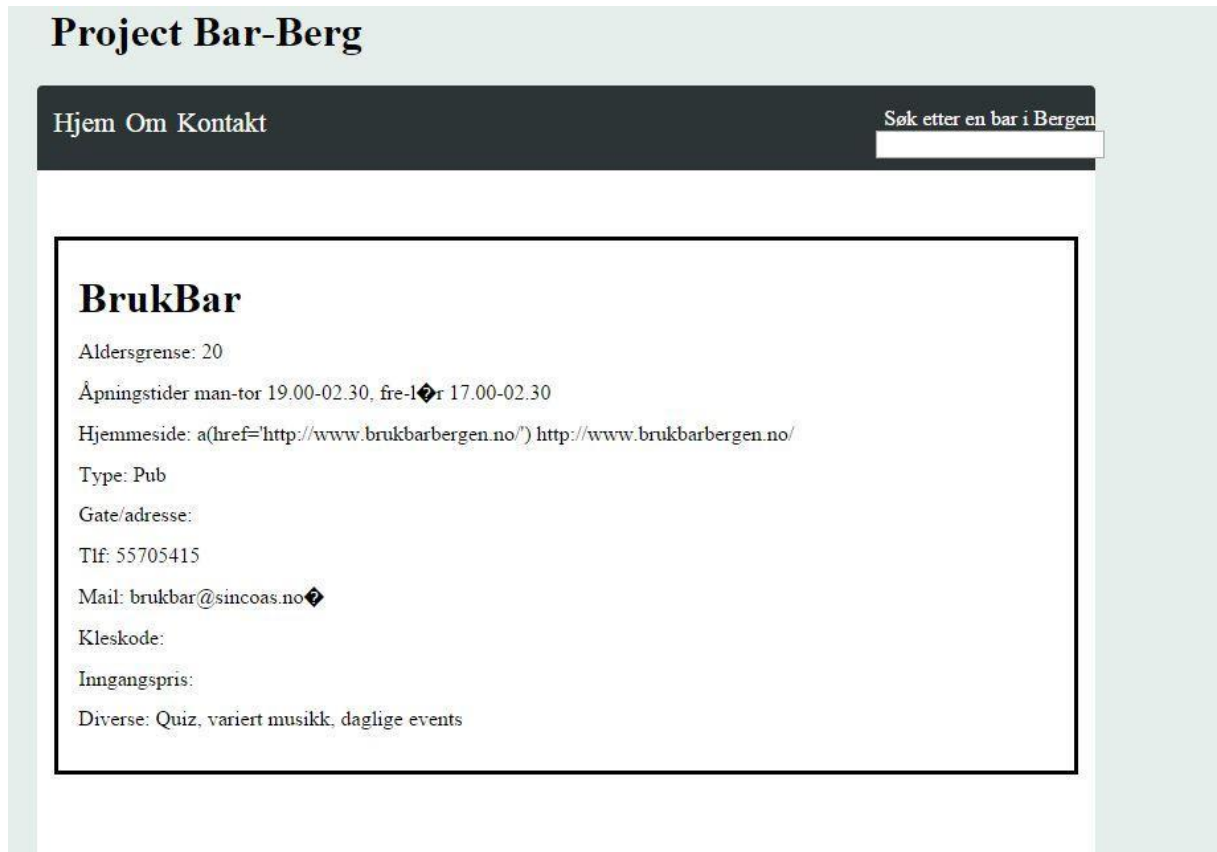 Project Bar-Berg
Hjem Om Kontakt
Søk etter en bar i Bergen
BrukBar
Aldersgrense: 20
Åpningstider man-tor 19.00-02.30, fre-l�r 17.00-02.30
Hjemmeside: a(href='http://www.brukbarbergen.no/') http://www.brukbarbergen.no/
Type: Pub
Gate/adresse:
Tlf: 55705415
Mail: brukbar@sincoas.no�
Kleskode:
Inngangspris:
Diverse: Quiz, variert musikk, daglige events